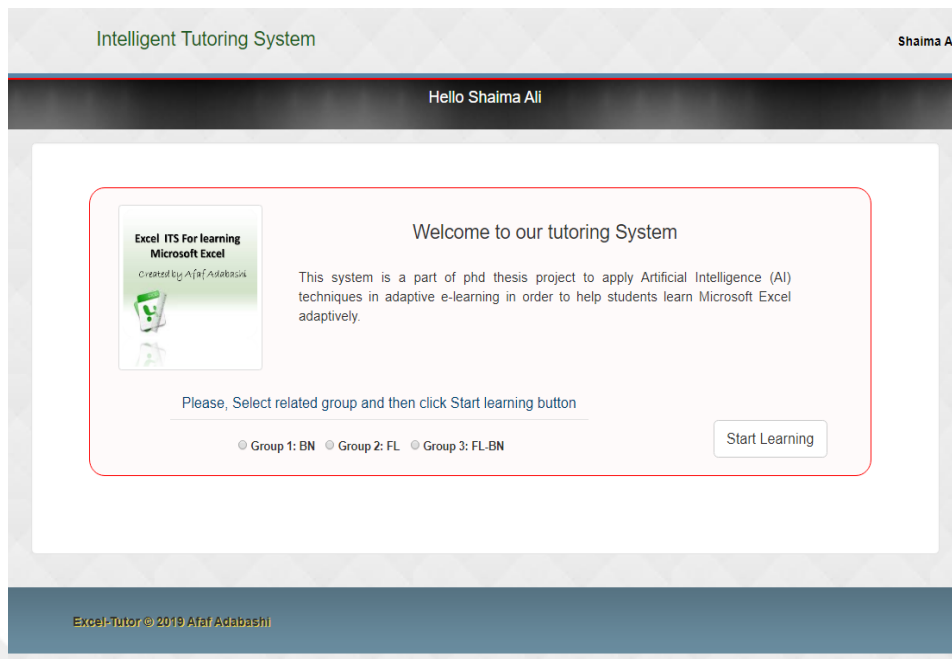 Intelligent Tutoring System
Shaima A
Hello Shaima Ali
Excel ITS For learning
Microsoft Excel
Created by Afaf Adabashi
Welcome to our tutoring System
This system is a part of phd thesis project to apply Artificial Intelligence (AI)
techniques in adaptive e-learning in order to help students learn Microsoft Excel
adaptively.
Please, Select related group and then click Start learning button
Group 1: BN Group 2: FL Group 3: FL-BN
Start Learning
Excel-Tutor © 2019 Afaf Adabashi